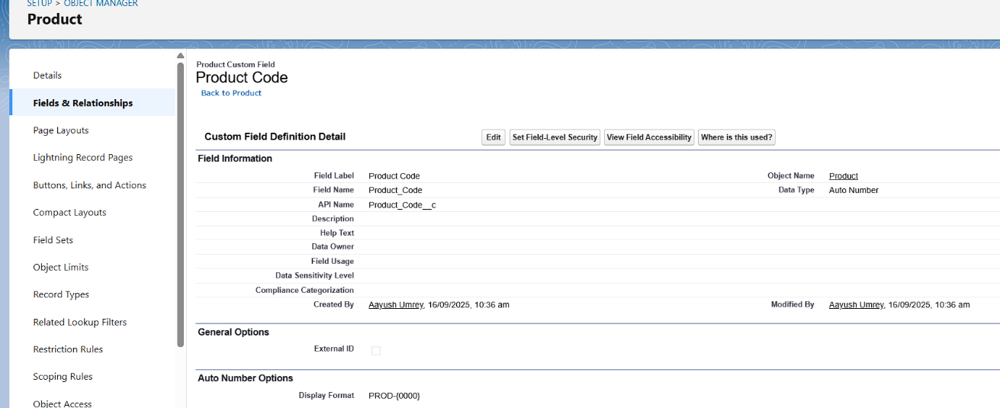 SETUP > OBJECT MANAGER
Product
Details
Fields & Relationships
Page Layouts
Lightning Record Pages
Buttons, Links, and Actions
Compact Layouts
Field Sets
Object Limits
Record Types
Related Lookup Filters
Restriction Rules
Scoping Rules
Object Access
Product Custom Field
Product Code
Back to Product
Custom Field Definition Detail Edit Set Field-Level Security View Field Accessibility Where is this used?
Field Information
Field Label Product Code Object Name Product
Field Name Product_Code Data Type Auto Number
API Name Product_Code__c
Description
Help Text
Data Owner
Field Usage
Data Sensitivity Level
Compliance Categorization
Created By Aayush Umrey, 16/09/2025, 10:36 am Modified By Aayush Umrey, 16/09/2025, 10:36 am
General Options
External ID
Auto Number Options
Display Format PROD-{0000}